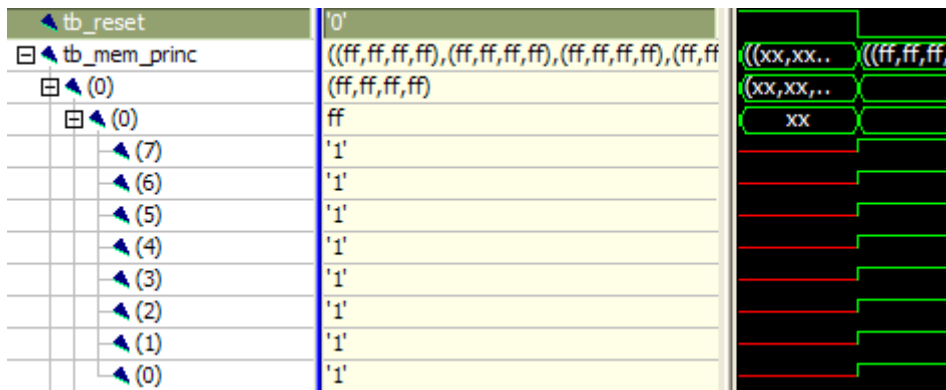 tb_reset '0'
tb_mem_princ ((ff,ff,ff,ff),(ff,ff,ff,ff),(ff,ff,ff,ff),(ff,ff ((xx,xx.. ((ff,ff,ff,
(0) (ff,ff,ff,ff) (xx,xx,..
(0) ff xx
(7) '1'
(6) '1'
(5) '1'
(4) '1'
(3) '1'
(2) '1'
(1) '1'
(0) '1'